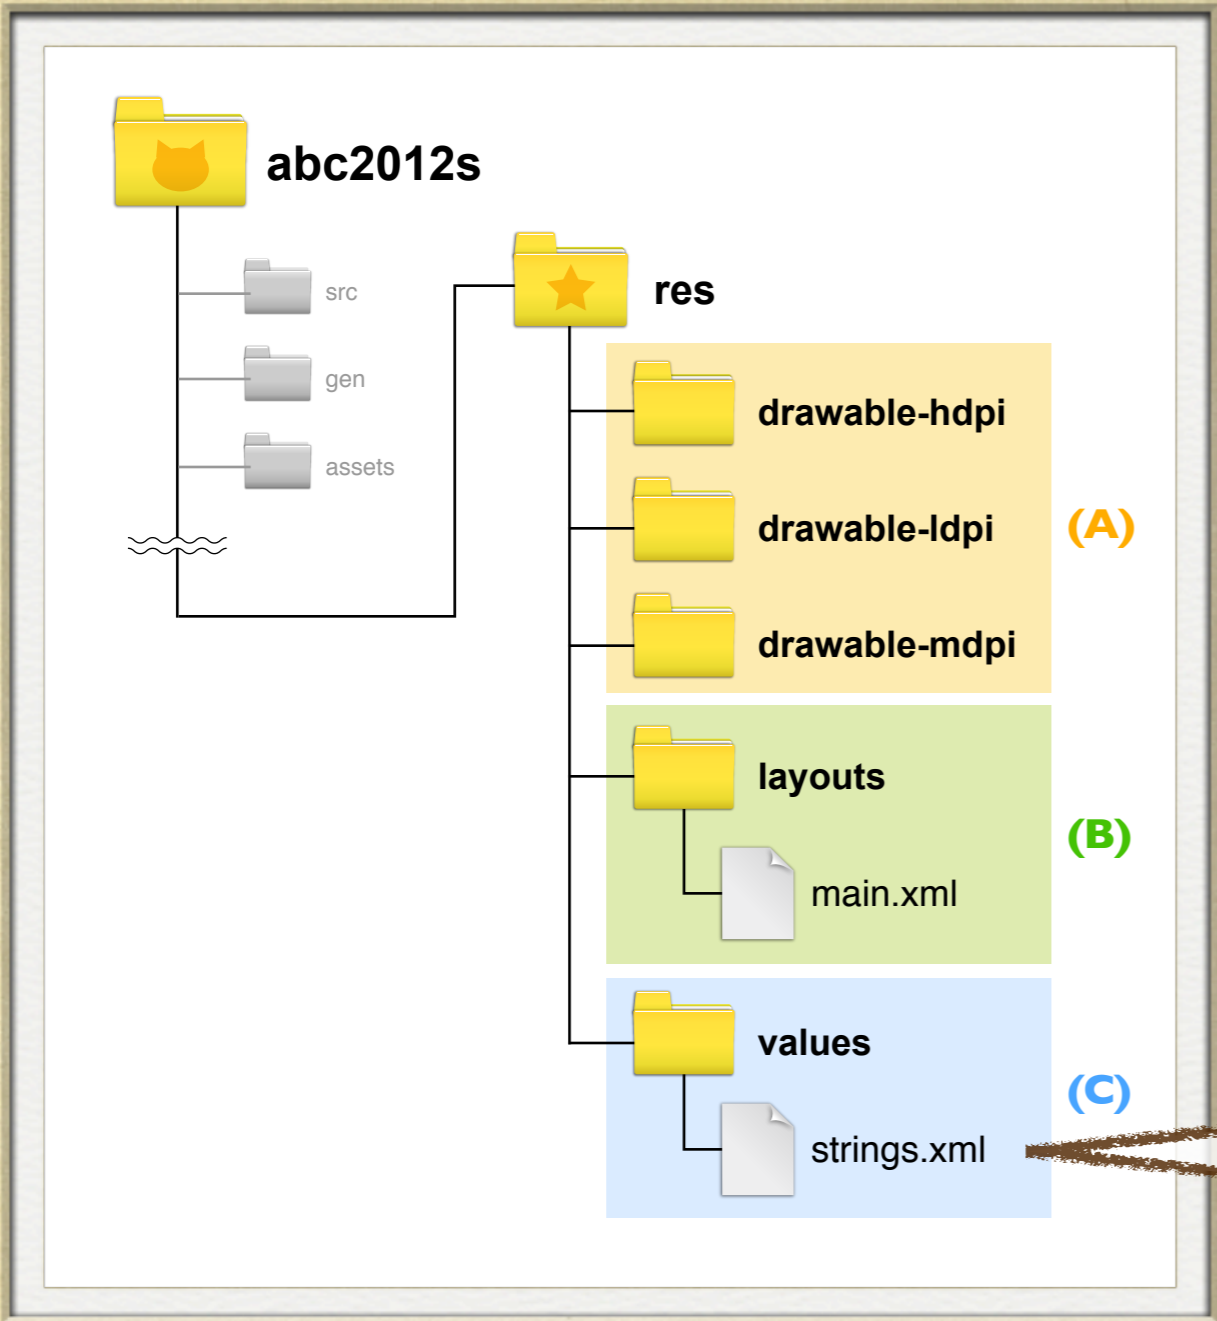 abc2012s
src
gen
assets
res
drawable-hdpi
drawable-ldpi
drawable-mdpi
(A)
layouts
main.xml
(B)
values
strings.xml
(C)